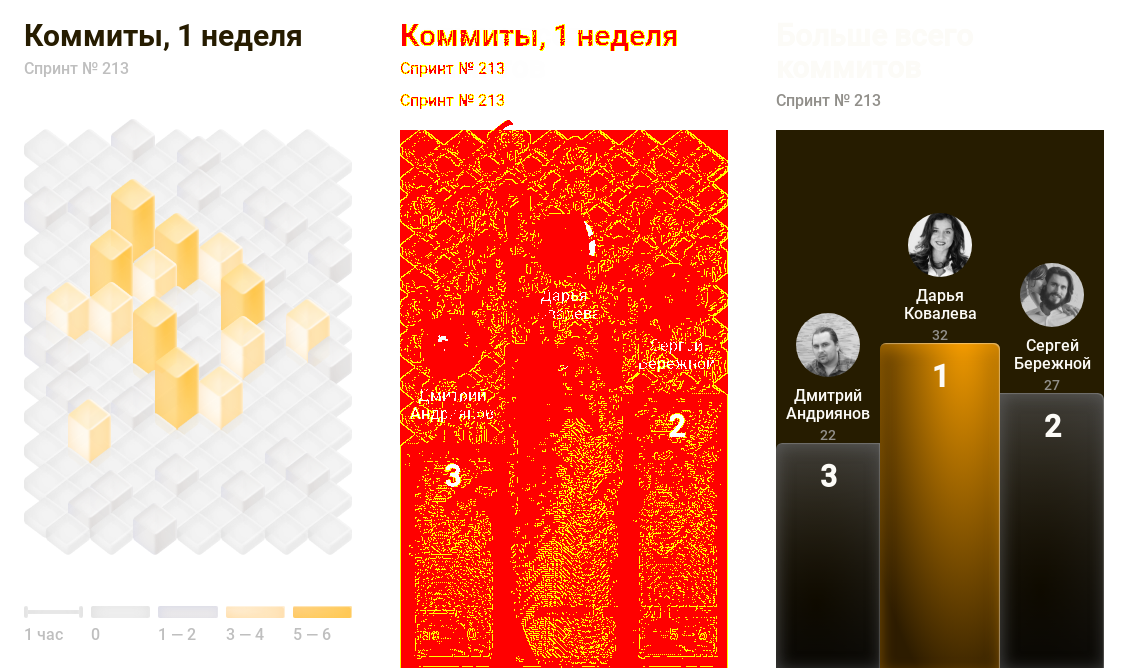 Коммиты, 1 неделя
Спринт № 213
1 час
0
1 — 2
3 — 4
5 — 6
Коммиты, 1 неделя
Спринт № 213
Спринт № 213
Дарья
Сергей
Бережной
Дмитрий
2
3
Больше всего
коммитов
Спринт № 213
Дарья
Ковалева
32
1
Сергей
Бережной
27
2
Дмитрий
Андриянов
22
3